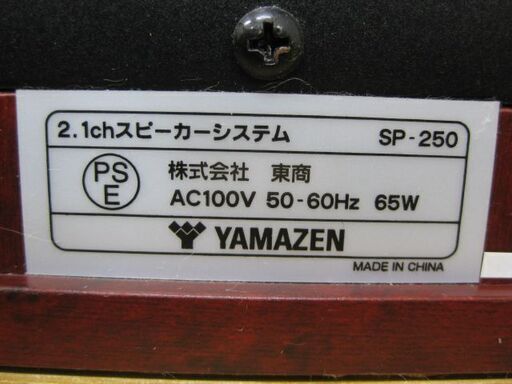 2.1chスピーカーシステム SP-250
PS
E
株式会社 東商
AC100V 50-60Hz 65W
YAMAZEN
MADE IN CHINA